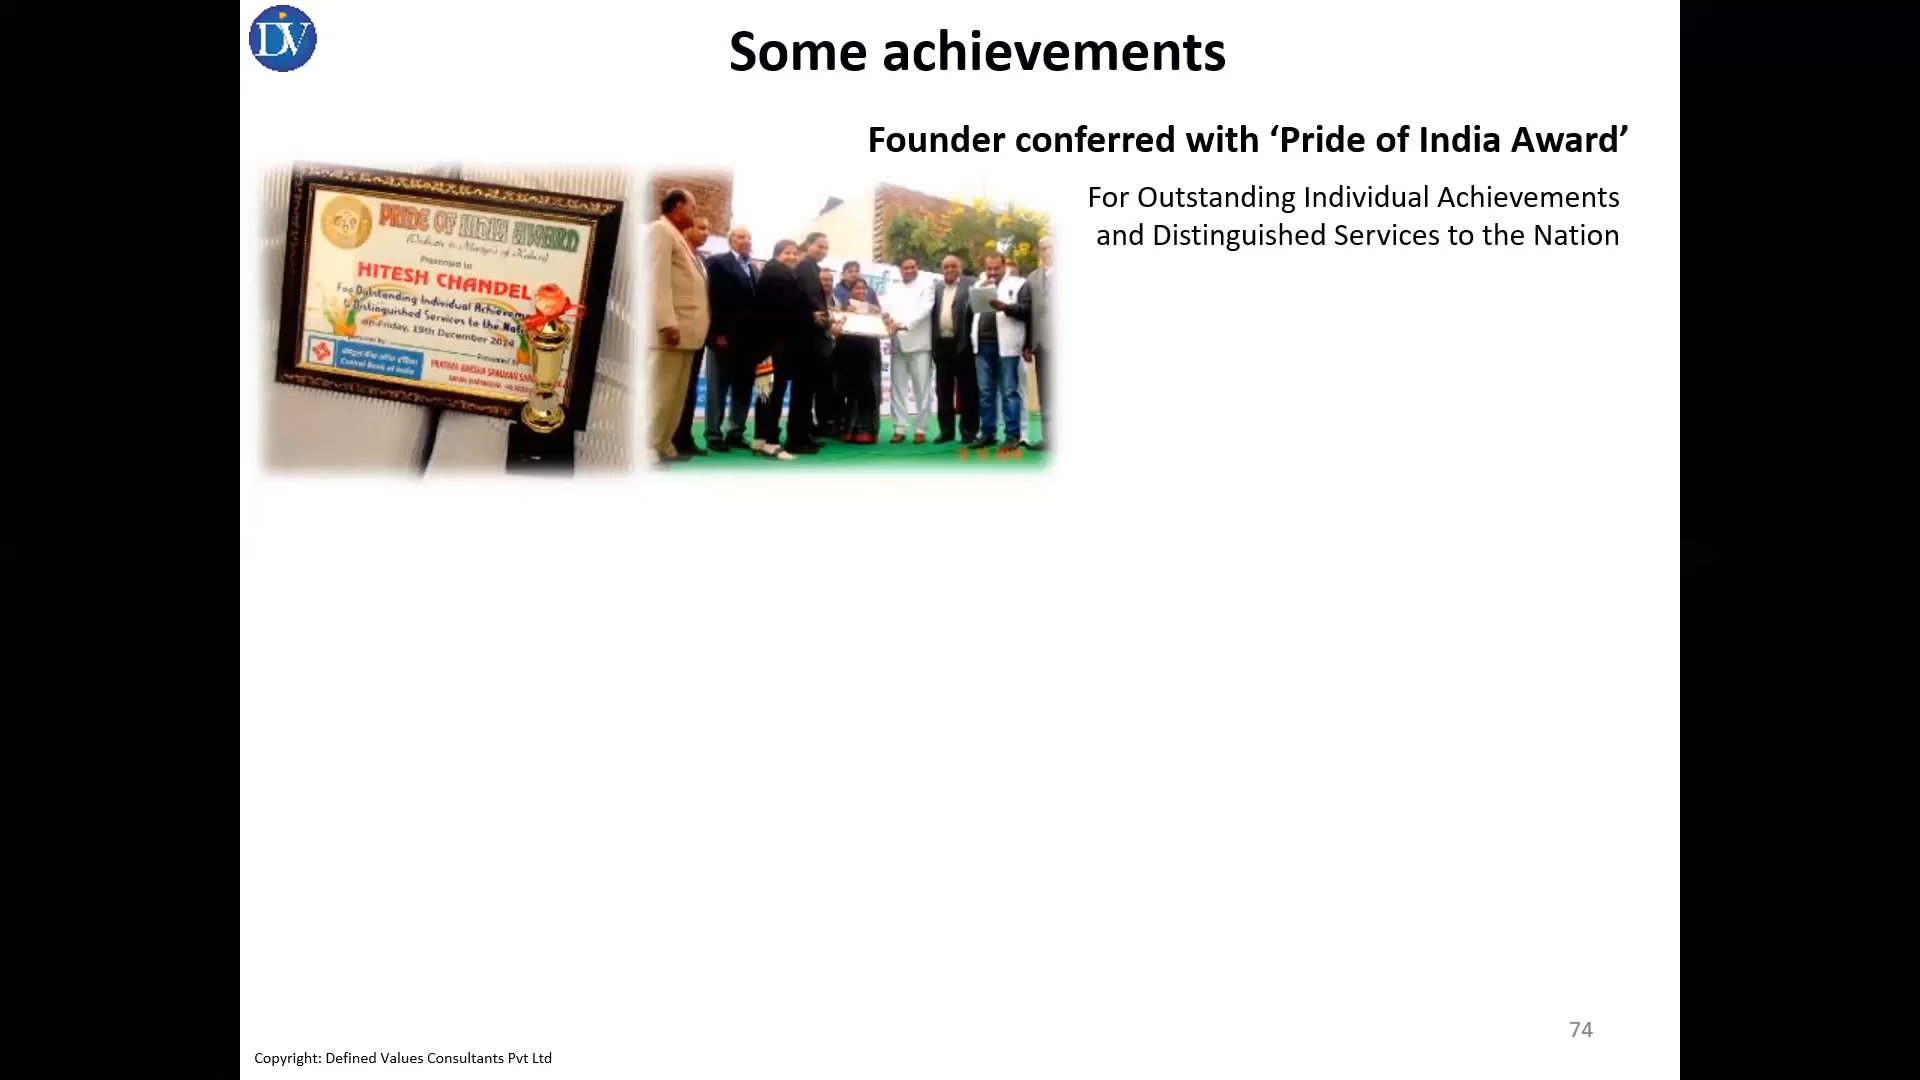 DV
Some achievements
Founder conferred with ‘Pride of India Award’
For Outstanding Individual Achievements
and Distinguished Services to the Nation
PRIDE OF INDIA AWARD
Presented to
HITESH CHANDEL
For Outstanding Individual
Distinguished Services to the
on Friday, 19th December 2014
Central Bank of India
74
Copyright: Defined Values Consultants Pvt Ltd